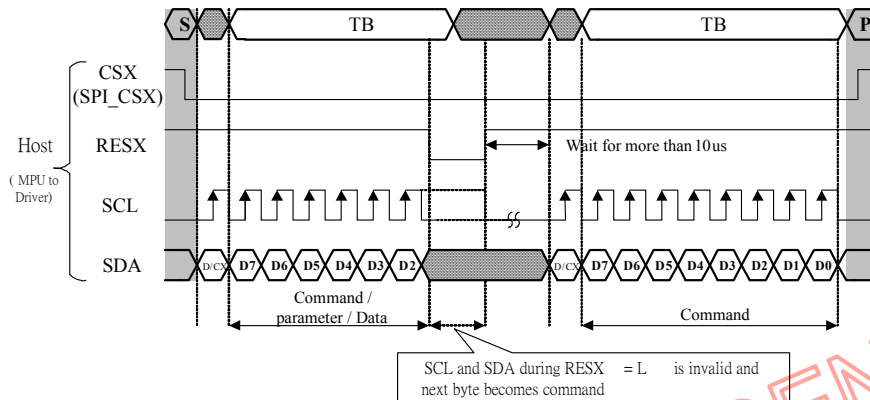 S TB TB P
CSX
(SPI_CSX)
Host
( MPU to
Driver)
RESX
Wait for more than 10us
SCL
SDA
D/CX D7 D6 D5 D4 D3 D2 D/CX D7 D6 D5 D4 D3 D2 D1 D0
Command /
parameter / Data
Command
SCL and SDA during RESX = L is invalid and
next byte becomes command